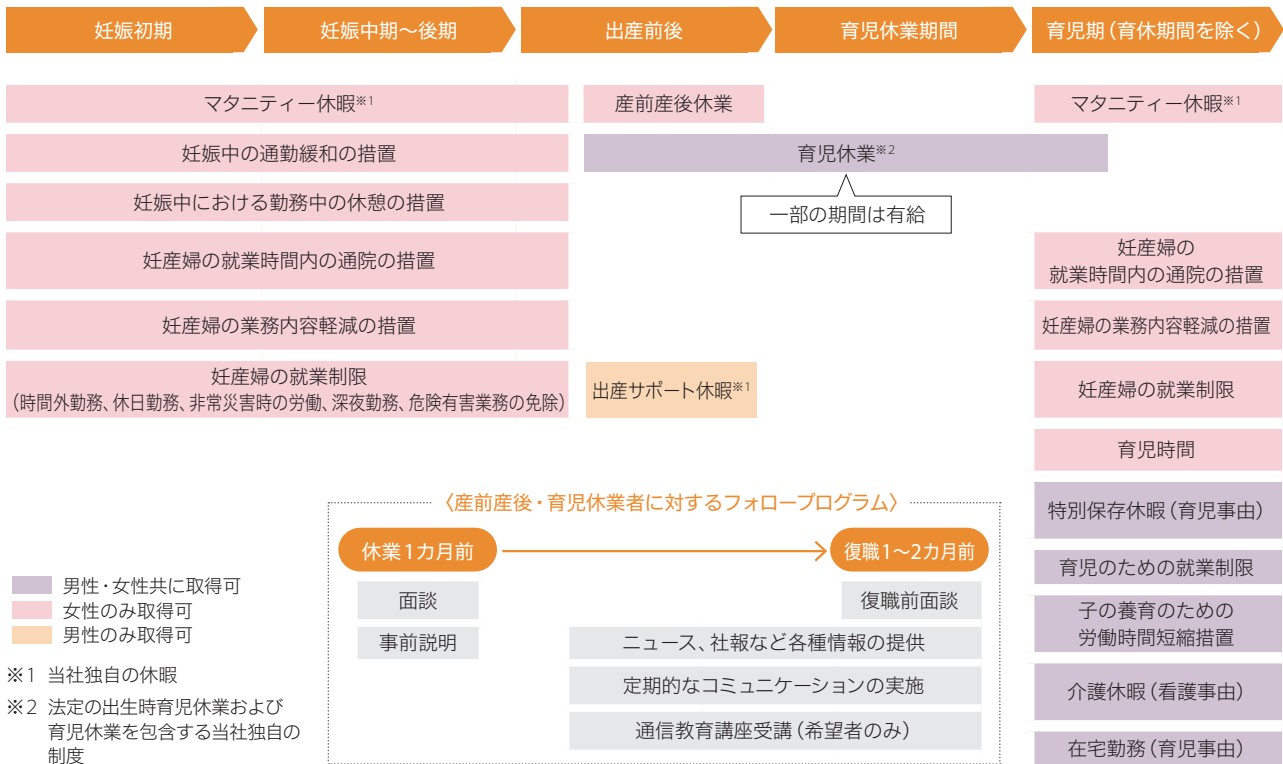 妊娠初期
妊娠中期～後期
出産前後
育児休業期間
育児期（育休期間を除く）
マタニティー休暇※1
産前産後休業
マタニティー休暇※1
妊娠中の通勤緩和の措置
育児休業※2
一部の期間は有給
妊娠中における勤務中の休憩の措置
妊産婦の就業時間内の通院の措置
妊産婦の
就業時間内の通院の措置
妊産婦の業務内容軽減の措置
妊産婦の業務内容軽減の措置
妊産婦の就業制限
（時間外勤務、休日勤務、非常災害時の労働、深夜勤務、危険有害業務の免除）
出産サポート休暇※1
妊産婦の就業制限
育児時間
特別保存休暇（育児事由）
育児のための就業制限
子の養育のための
労働時間短縮措置
介護休暇（看護事由）
在宅勤務（育児事由）
〈産前産後・育児休業者に対するフォロープログラム〉
休業1カ月前
復職1～2カ月前
面談
復職前面談
事前説明
ニュース、社報など各種情報の提供
定期的なコミュニケーションの実施
通信教育講座受講（希望者のみ）
男性・女性共に取得可
女性のみ取得可
男性のみ取得可
※1 当社独自の休暇
※2 法定の出生時育児休業および
育児休業を包含する当社独自の
制度